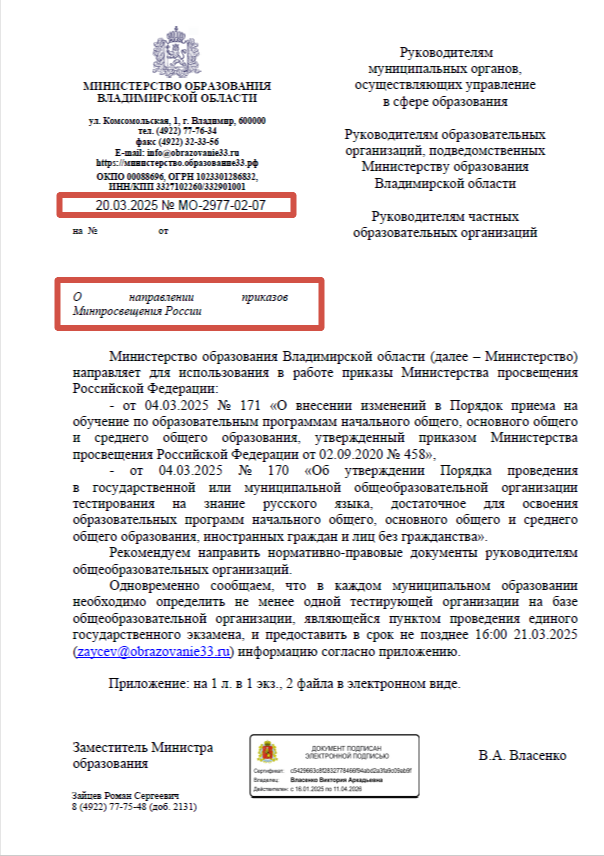 МИНИСТЕРСТВО ОБРАЗОВАНИЯ
ВЛАДИМИРСКОЙ ОБЛАСТИ
ул. Комсомольская, 1, г. Владимир, 600000
тел. (4922) 77-76-34
факс (4922) 32-33-56
E-mail: info@obrazovanie33.ru
https://министерство.образование33.рф
ОКПО 00088696, ОГРН 1023301286832,
ИНН/КПП 3327102260/332901001
20.03.2025 № МО-2977-02-07
на № от
Руководителям
муниципальных органов,
осуществляющих управление
в сфере образования
Руководителям образовательных
организаций, подведомственных
Министерству образования
Владимирской области
Руководителям частных
образовательных организаций
О направлении приказов
Минпросвещения России
Министерство образования Владимирской области (далее – Министерство)
направляет для использования в работе приказы Министерства просвещения
Российской Федерации:
- от 04.03.2025 № 171 «О внесении изменений в Порядок приема на
обучение по образовательным программам начального общего, основного общего
и среднего общего образования, утвержденный приказом Министерства
просвещения Российской Федерации от 02.09.2020 № 458»,
- от 04.03.2025 № 170 «Об утверждении Порядка проведения
в государственной или муниципальной общеобразовательной организации
тестирования на знание русского языка, достаточное для освоения
образовательных программ начального общего, основного общего и среднего
общего образования, иностранных граждан и лиц без гражданства».
Рекомендуем направить нормативно-правовые документы руководителям
общеобразовательных организаций.
Одновременно сообщаем, что в каждом муниципальном образовании
необходимо определить не менее одной тестирующей организации на базе
общеобразовательной организации, являющейся пунктом проведения единого
государственного экзамена, и предоставить в срок не позднее 16:00 21.03.2025
(zaycev@obrazovanie33.ru) информацию согласно приложению.
Приложение: на 1 л. в 1 экз., 2 файла в электронном виде.
Заместитель Министра
образования
ДОКУМЕНТ ПОДПИСАН
ЭЛЕКТРОННОЙ ПОДПИСЬЮ
Сертификат:
Владелец Власенко Виктория Аркадьевна
Действителен: с 16.01.2025 по 11.04.2026
В.А. Власенко
Зайцев Роман Сергеевич
8 (4922) 77-75-48 (доб. 2131)